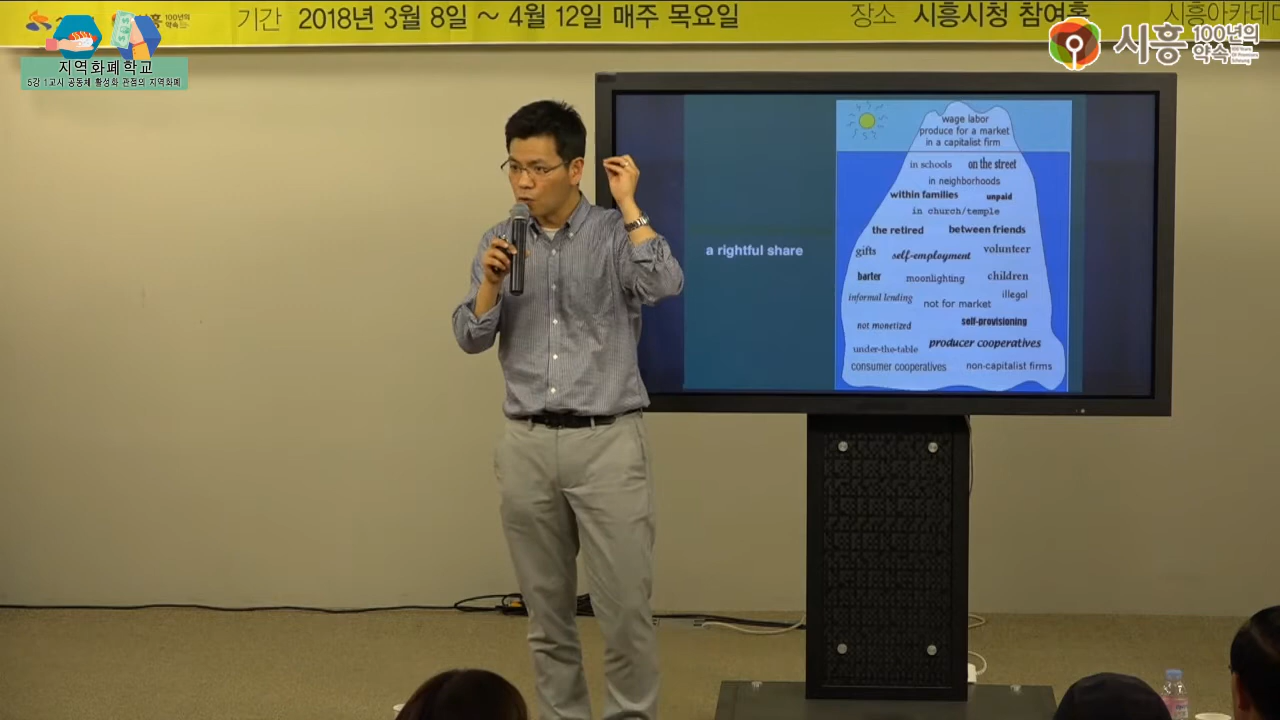 기간 2018년 3월 8일 ~ 4월 12일 매주 목요일
장소 시흥시청 참여홀
시흥아카데미
시흥 100년의 약속
지역화폐학교
5강 1교시 공동체 활성화 관점의 지역화폐
a rightful share
wage labor
produce for a market
in a capitalist firm
in schools on the street
in neighborhoods
within families unpaid
in church/temple
the retired between friends
gifts self-employment volunteer
barter moonlighting children
informal lending not for market illegal
not monetized self-provisioning
under-the-table producer cooperatives
consumer cooperatives non-capitalist firms